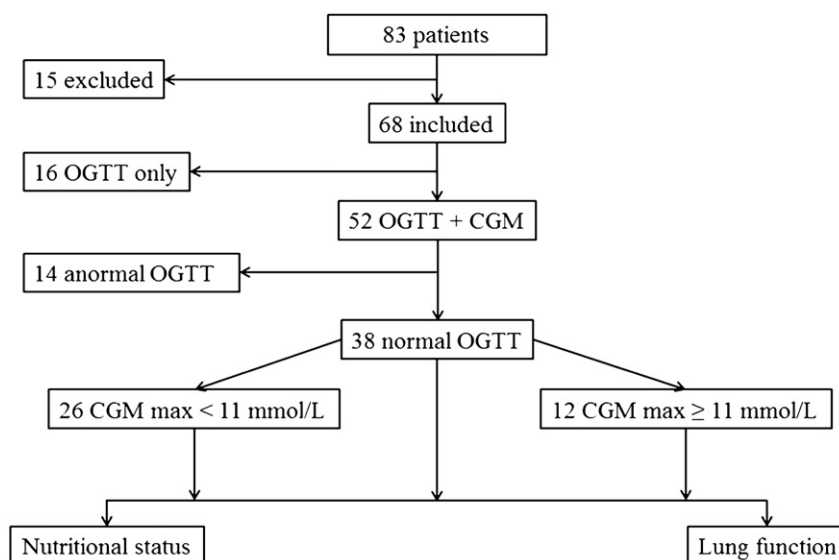 83 patients
15 excluded
68 included
16 OGTT only
52 OGTT + CGM
14 anormal OGTT
38 normal OGTT
26 CGM max < 11 mmol/L
12 CGM max ≥ 11 mmol/L
Nutritional status
Lung function